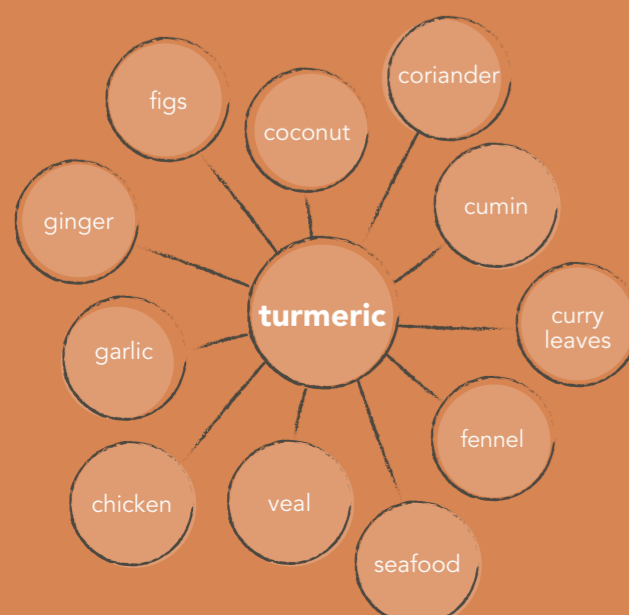 coriander
figs
coconut
cumin
ginger
turmeric
curry
leaves
garlic
fennel
chicken
veal
seafood